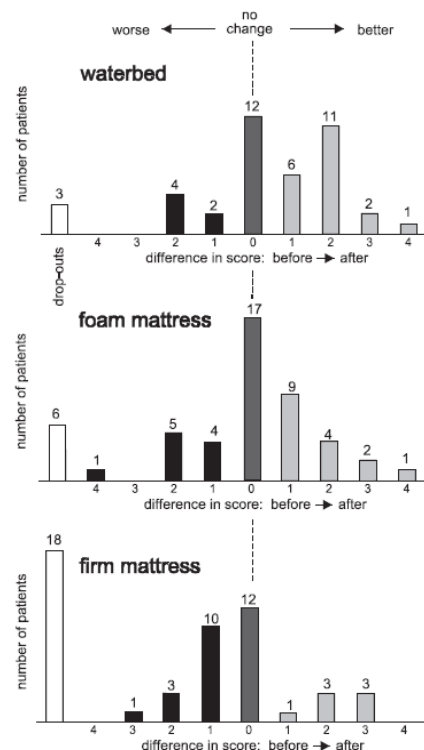 no
worse change better
waterbed
number of patients
3 4 2 12 6 11 2 1
4 3 2 1 0 1 2 3 4
drop-outs
difference in score: before → after
foam mattress
number of patients
6 1 5 4 17 9 4 2 1
4 3 2 1 0 1 2 3 4
difference in score: before → after
firm mattress
number of patients
18 1 3 10 12 1 3 3
4 3 2 1 0 1 2 3 4
difference in score: before → after